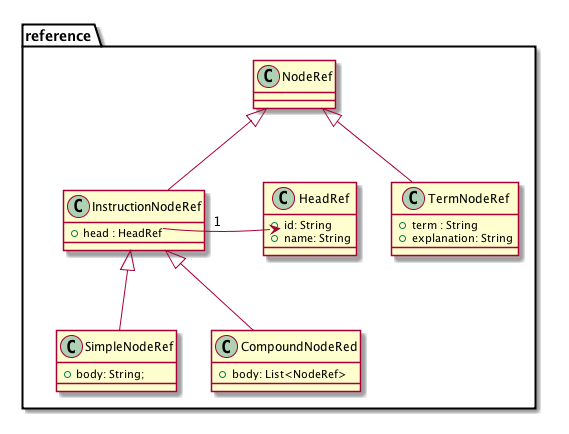 reference
C NodeRef
C InstructionNodeRef
head : HeadRef
1
C HeadRef
id: String
name: String
C TermNodeRef
term : String
explanation: String
C SimpleNodeRef
body: String;
C CompoundNodeRed
body: List<NodeRef>